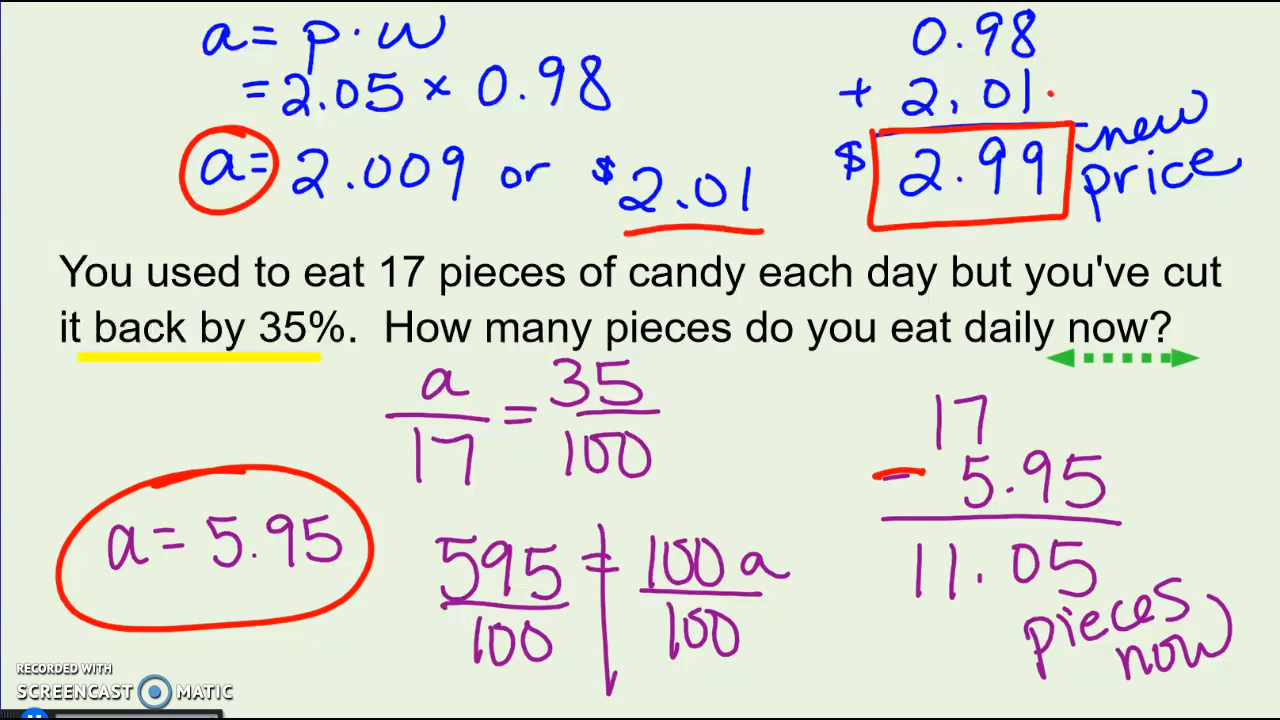 a = p · w
= 2.05 × 0.98
a = 2.009 or $2.01
0.98
+ 2.01
$ 2.99
new
price
You used to eat 17 pieces of candy each day but you've cut
it back by 35%. How many pieces do you eat daily now?
a/17 = 35/100
595/100 = 100a/100
a = 5.95
17
- 5.95
11.05
pieces
now
RECORDED WITH
SCREENCAST MATIC